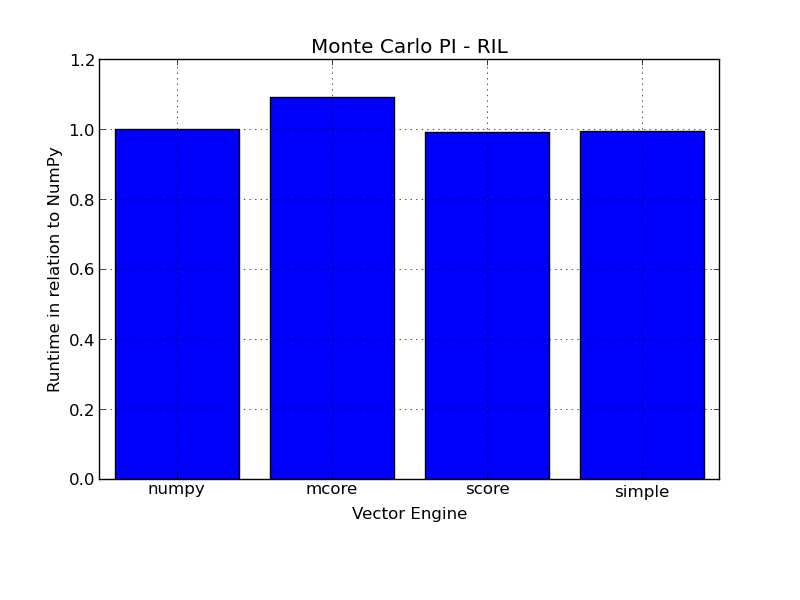 Monte Carlo PI - RIL
1.2
1.0
0.8
0.6
0.4
0.2
0.0
Runtime in relation to NumPy
numpy mcore score simple
Vector Engine